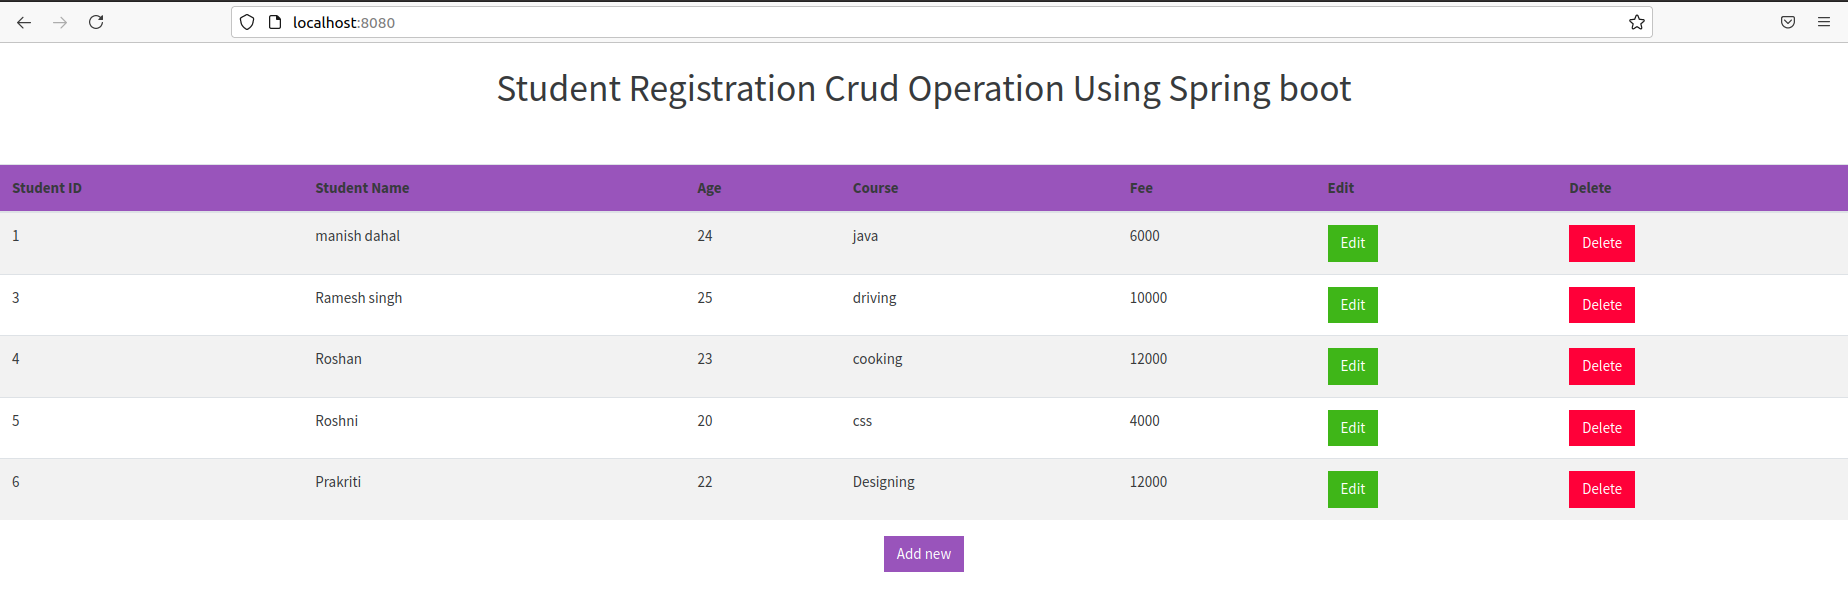 localhost:8080
Student Registration Crud Operation Using Spring boot
Student ID Student Name Age Course Fee Edit Delete
1 manish dahal 24 java 6000 Edit Delete
3 Ramesh singh 25 driving 10000 Edit Delete
4 Roshan 23 cooking 12000 Edit Delete
5 Roshni 20 css 4000 Edit Delete
6 Prakriti 22 Designing 12000 Edit Delete
Add new